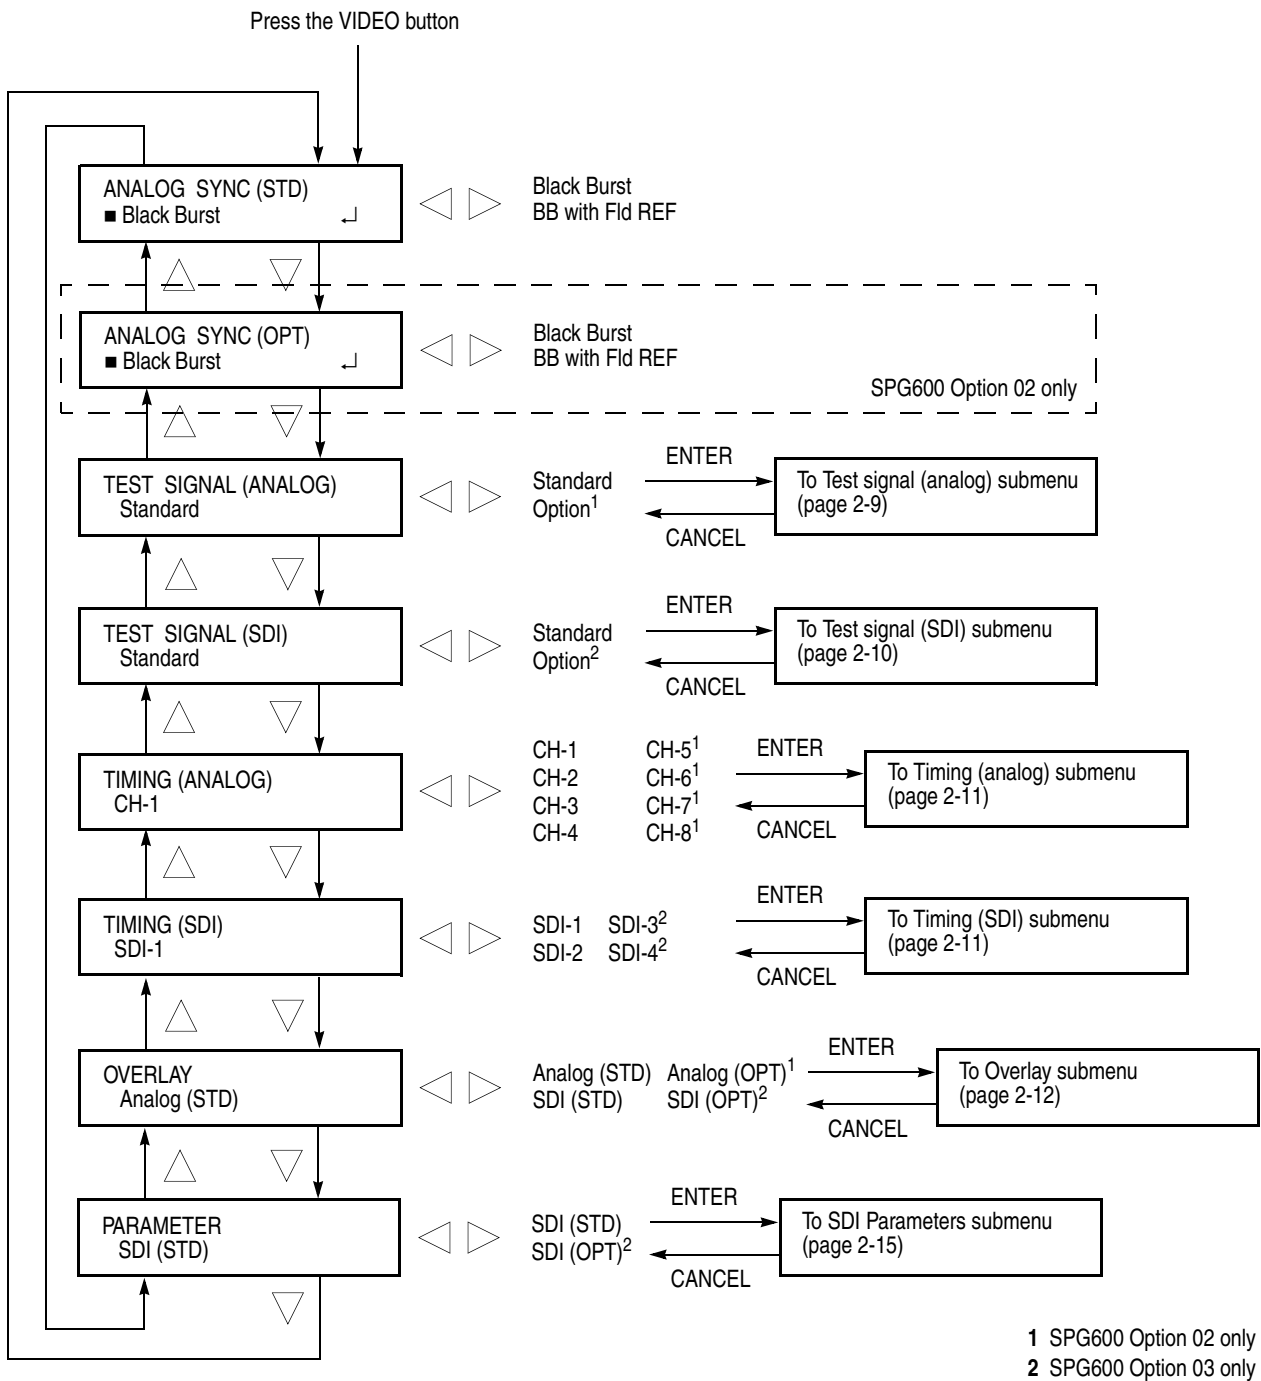 Press the VIDEO button
ANALOG SYNC (STD)
■ Black Burst ↵
Black Burst
BB with Fld REF
ANALOG SYNC (OPT)
■ Black Burst ↵
Black Burst
BB with Fld REF
SPG600 Option 02 only
TEST SIGNAL (ANALOG)
Standard
Standard
Option1
ENTER
CANCEL
To Test signal (analog) submenu
(page 2-9)
TEST SIGNAL (SDI)
Standard
Standard
Option2
ENTER
CANCEL
To Test signal (SDI) submenu
(page 2-10)
TIMING (ANALOG)
CH-1
CH-1 CH-51
CH-2 CH-61
CH-3 CH-71
CH-4 CH-81
ENTER
CANCEL
To Timing (analog) submenu
(page 2-11)
TIMING (SDI)
SDI-1
SDI-1 SDI-32
SDI-2 SDI-42
ENTER
CANCEL
To Timing (SDI) submenu
(page 2-11)
OVERLAY
Analog (STD)
Analog (STD) Analog (OPT)1
SDI (STD) SDI (OPT)2
ENTER
CANCEL
To Overlay submenu
(page 2-12)
PARAMETER
SDI (STD)
SDI (STD)
SDI (OPT)2
ENTER
CANCEL
To SDI Parameters submenu
(page 2-15)
1 SPG600 Option 02 only
2 SPG600 Option 03 only